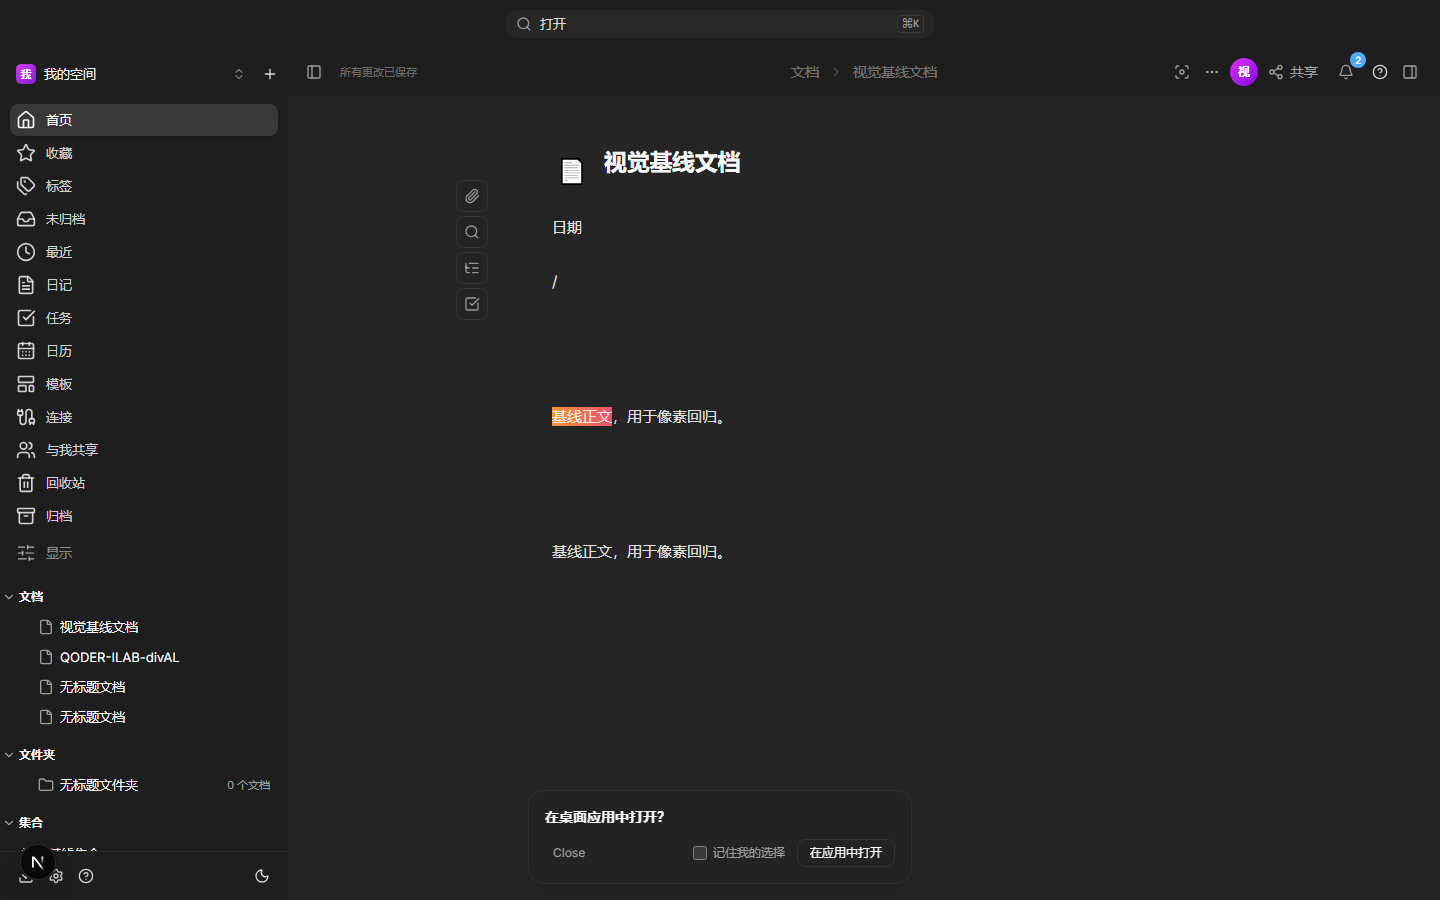 打开
⌘K
我 我的空间
所有更改已保存
文档 > 视觉基线文档
视 共享 2
首页
收藏
标签
未归档
最近
日记
任务
日历
模板
连接
与我共享
回收站
归档
显示
文档
视觉基线文档
QODER-ILAB-divAL
无标题文档
无标题文档
文件夹
无标题文件夹 0 个文档
集合
N
视觉基线文档
日期
/
基线正文，用于像素回归。
基线正文，用于像素回归。
在桌面应用中打开？
Close 记住我的选择 在应用中打开